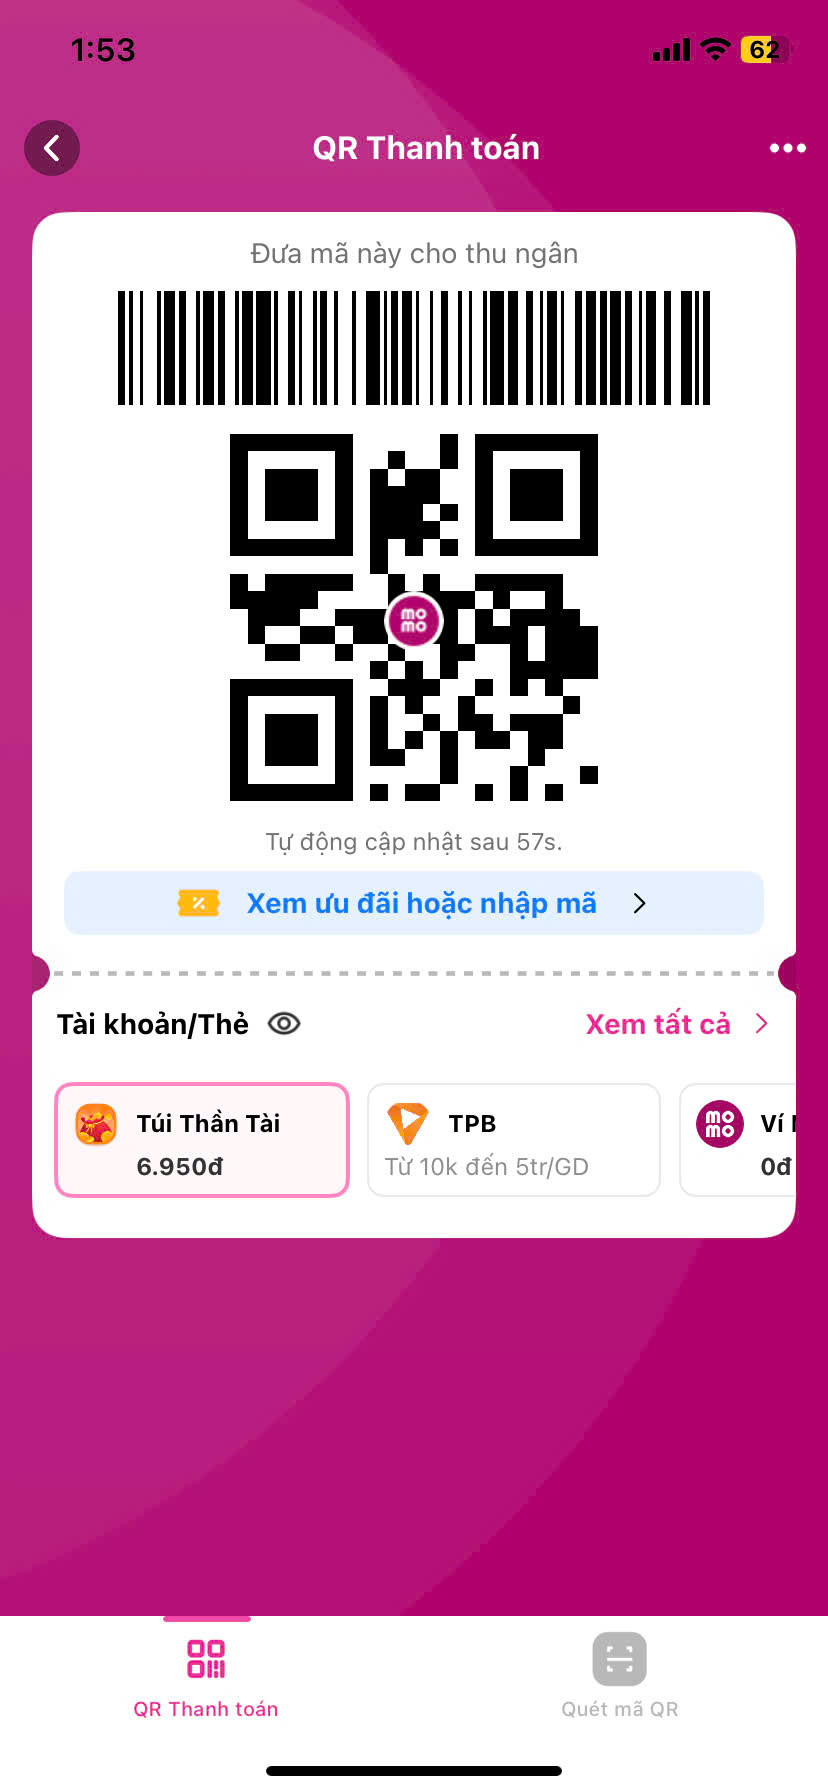 1:53
62
QR Thanh toán
Đưa mã này cho thu ngân
mo
mo
Tự động cập nhật sau 57s.
Xem ưu đãi hoặc nhập mã
Tài khoản/Thẻ
Xem tất cả
Túi Thần Tài
6.950đ
TPB
Từ 10k đến 5tr/GD
mo
mo
Ví
0đ
QR Thanh toán
Quét mã QR